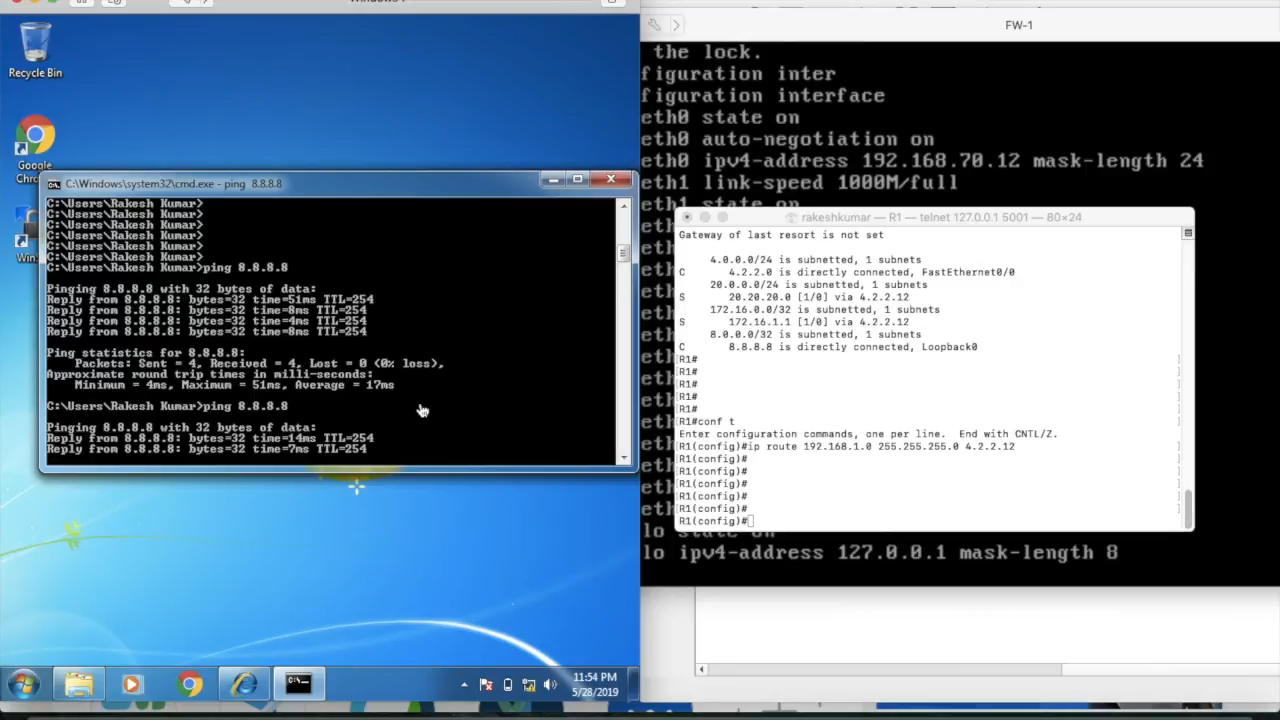 FW-1
Recycle Bin
Google
the lock.
figuration inter
figuration interface
eth0 state on
eth0 auto-negotiation on
eth0 ipv4-address 192.168.70.12 mask-length 24
eth1 link-speed 1000M/full
eth1 state on
lo ipv4-address 127.0.0.1 mask-length 8
C:\Windows\system32\cmd.exe - ping 8.8.8.8
C:\Users\Rakesh Kumar>
C:\Users\Rakesh Kumar>
C:\Users\Rakesh Kumar>
C:\Users\Rakesh Kumar>
C:\Users\Rakesh Kumar>
C:\Users\Rakesh Kumar>
C:\Users\Rakesh Kumar>ping 8.8.8.8
Pinging 8.8.8.8 with 32 bytes of data:
Reply from 8.8.8.8: bytes=32 time=51ms TTL=254
Reply from 8.8.8.8: bytes=32 time=8ms TTL=254
Reply from 8.8.8.8: bytes=32 time=4ms TTL=254
Reply from 8.8.8.8: bytes=32 time=8ms TTL=254
Ping statistics for 8.8.8.8:
Packets: Sent = 4, Received = 4, Lost = 0 (0% loss),
Approximate round trip times in milli-seconds:
Minimum = 4ms, Maximum = 51ms, Average = 17ms
C:\Users\Rakesh Kumar>ping 8.8.8.8
Pinging 8.8.8.8 with 32 bytes of data:
Reply from 8.8.8.8: bytes=32 time=14ms TTL=254
Reply from 8.8.8.8: bytes=32 time=7ms TTL=254
rakeshkumar — R1 — telnet 127.0.0.1 5001 — 80×24
Gateway of last resort is not set
4.0.0.0/24 is subnetted, 1 subnets
C 4.2.2.0 is directly connected, FastEthernet0/0
20.0.0.0/24 is subnetted, 1 subnets
S 20.20.20.0 [1/0] via 4.2.2.12
172.16.0.0/32 is subnetted, 1 subnets
S 172.16.1.1 [1/0] via 4.2.2.12
8.0.0.0/32 is subnetted, 1 subnets
C 8.8.8.8 is directly connected, Loopback0
R1#
R1#
R1#
R1#
R1#
R1#conf t
Enter configuration commands, one per line. End with CNTL/Z.
R1(config)#ip route 192.168.1.0 255.255.255.0 4.2.2.12
R1(config)#
R1(config)#
R1(config)#
R1(config)#
R1(config)#
R1(config)#
11:54 PM
5/28/2019